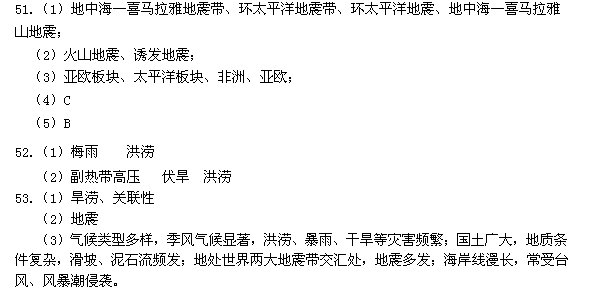 51.（1）地中海一喜马拉雅地震带、环太平洋地震带、环太平洋地震、地中海一喜马拉雅
山地震；
（2）火山地震、诱发地震；
（3）亚欧板块、太平洋板块、非洲、亚欧；
（4）C
（5）B
52.（1）梅雨 洪涝
（2）副热带高压 伏旱 洪涝
53.（1）旱涝、关联性
（2）地震
（3）气候类型多样，季风气候显著，洪涝、暴雨、干旱等灾害频繁；国土广大，地质条
件复杂，滑坡、泥石流频发；地处世界两大地震带交汇处，地震多发；海岸线漫长，常受台
风、风暴潮侵袭。